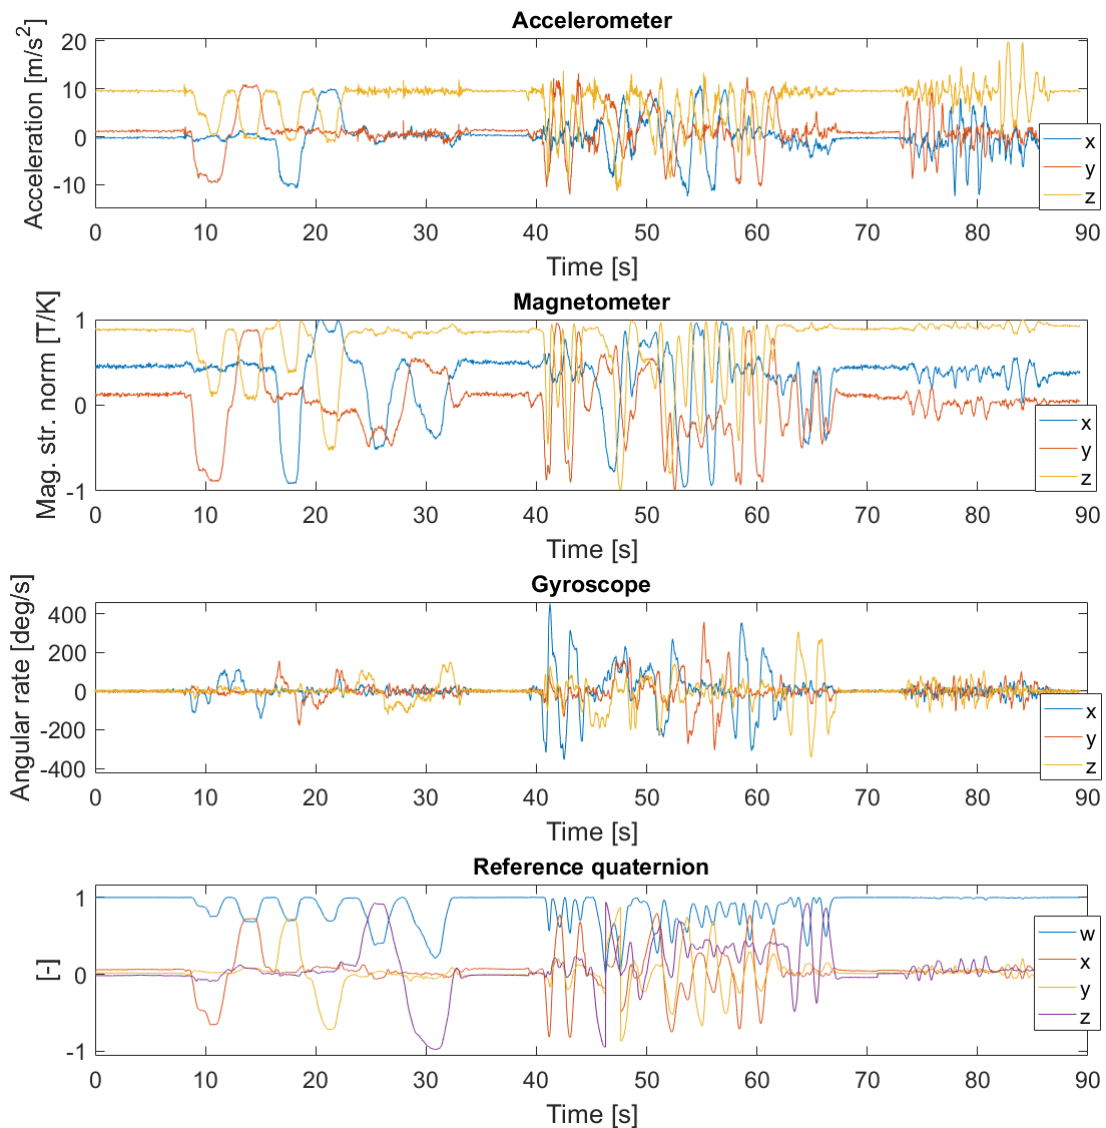 Accelerometer
Acceleration [m/s²]
20
10
0
-10
0 10 20 30 40 50 60 70 80 90
Time [s]
x
y
z
Magnetometer
Mag. str. norm [T/K]
1
0
-1
0 10 20 30 40 50 60 70 80 90
Time [s]
x
y
z
Gyroscope
Angular rate [deg/s]
400
200
0
-200
-400
0 10 20 30 40 50 60 70 80 90
Time [s]
x
y
z
Reference quaternion
[-]
1
0
-1
0 10 20 30 40 50 60 70 80 90
Time [s]
w
x
y
z